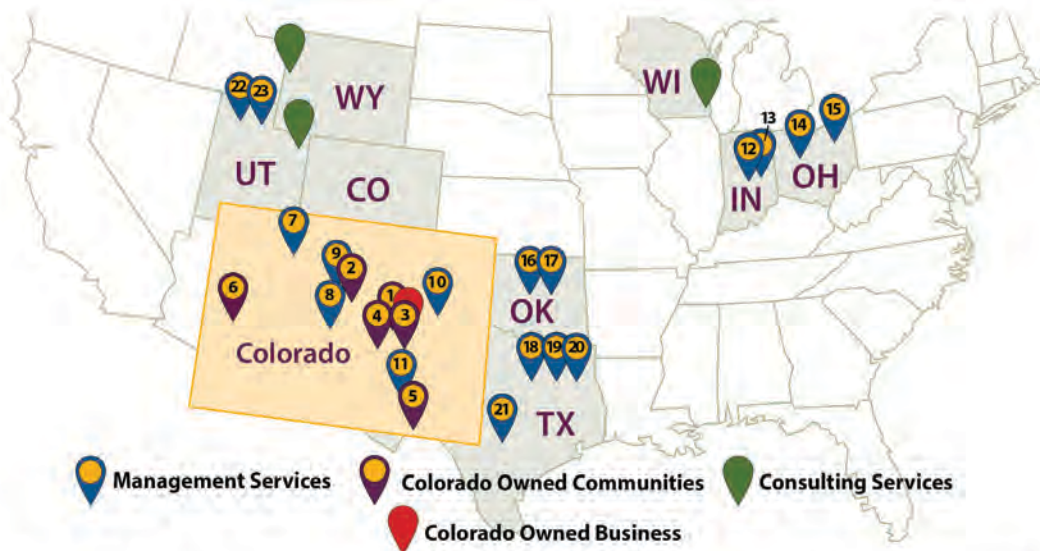 WY
WI
22
23
15
13
14
12
UT
CO
IN
OH
7
9
2
16
17
6
8
1
10
OK
4
3
Colorado
18
19
20
11
5
21
TX
Management Services
Colorado Owned Communities
Consulting Services
Colorado Owned Business